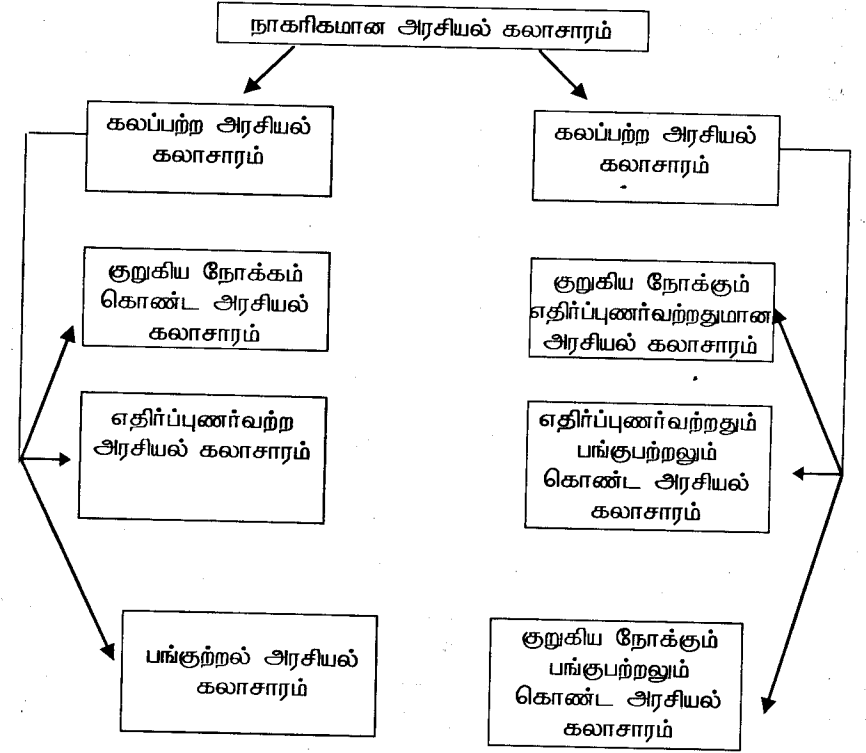 நாகரிகமான அரசியல் கலாசாரம்
கலப்பற்ற அரசியல்
கலாசாரம்
குறுகிய நோக்கம்
கொண்ட அரசியல்
கலாசாரம்
எதிர்ப்புணர்வற்ற
அரசியல் கலாசாரம்
பங்குற்றல் அரசியல்
கலாசாரம்
கலப்பற்ற அரசியல்
கலாசாரம்
குறுகிய நோக்கும்
எதிர்ப்புணர்வற்றதுமான
அரசியல் கலாசாரம்
எதிர்ப்புணர்வற்றதும்
பங்குபற்றலும்
கொண்ட அரசியல்
கலாசாரம்
குறுகிய நோக்கும்
பங்குபற்றலும்
கொண்ட அரசியல்
கலாசாரம்